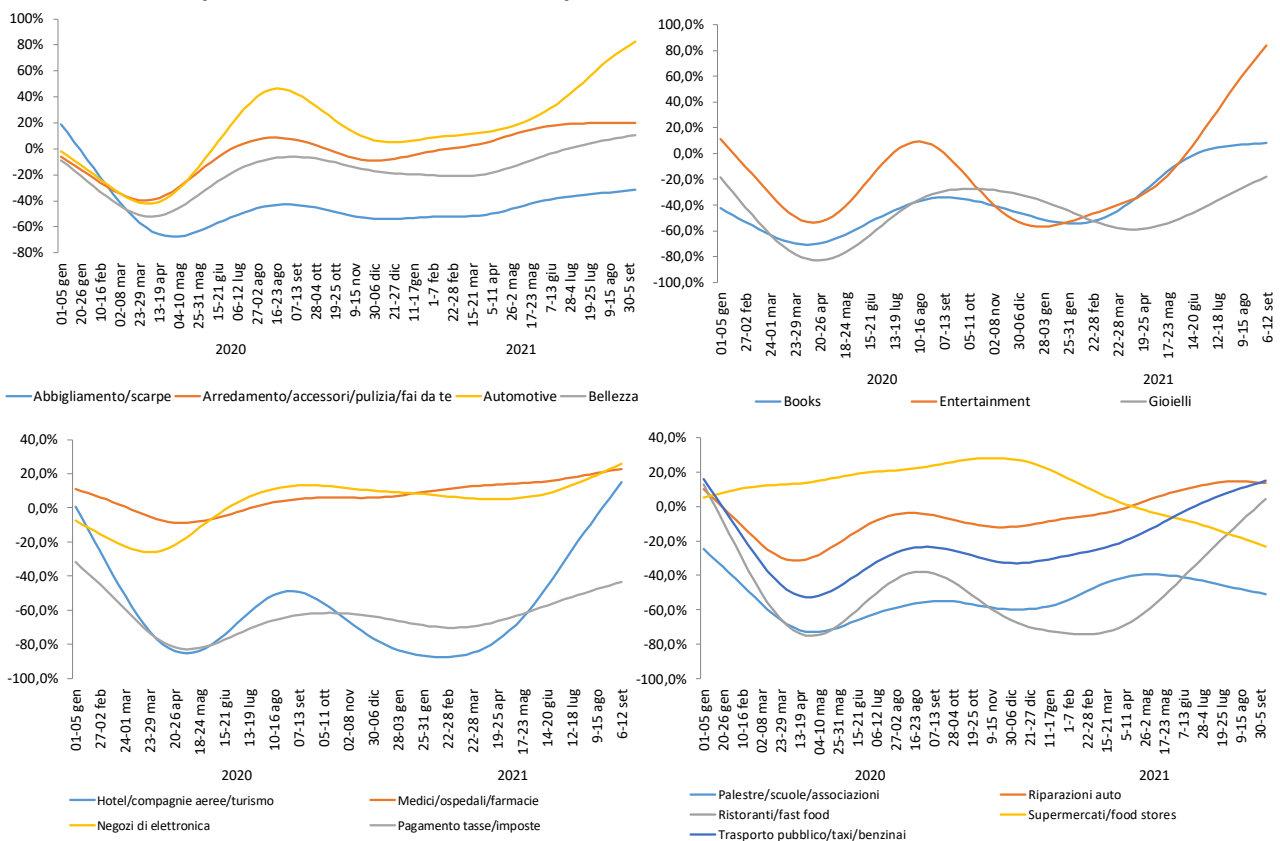 100%
80%
60%
40%
20%
0%
-20%
-40%
-60%
-80%
01-05 gen
20-26 gen
10-16 feb
02-08 mar
23-29 mar
13-19 apr
04-10 mag
25-31 mag
15-21 giu
06-12 lug
27-02 ago
16-23 ago
07-13 set
28-04 ott
19-25 ott
9-15 nov
30-06 dic
21-27 dic
11-17gen
1-7 feb
22-28 feb
15-21 mar
5-11 apr
26-2 mag
17-23 mag
7-13 giu
28-4 lug
19-25 lug
9-15 ago
30-5 set
2020 2021
Abbigliamento/scarpe Arredamento/accessori/pulizia/fai da te Automotive Bellezza
100,0%
80,0%
60,0%
40,0%
20,0%
0,0%
-20,0%
-40,0%
-60,0%
-80,0%
-100,0%
01-05 gen
27-02 feb
24-01 mar
23-29 mar
20-26 apr
18-24 mag
15-21 giu
13-19 lug
10-16 ago
07-13 set
05-11 ott
02-08 nov
30-06 dic
28-03 gen
25-31 gen
22-28 feb
22-28 mar
19-25 apr
17-23 mag
14-20 giu
12-18 lug
9-15 ago
6-12 set
2020 2021
Books Entertainment Gioielli
40,0%
20,0%
0,0%
-20,0%
-40,0%
-60,0%
-80,0%
-100,0%
01-05 gen
27-02 feb
24-01 mar
23-29 mar
20-26 apr
18-24 mag
15-21 giu
13-19 lug
10-16 ago
07-13 set
05-11 ott
02-08 nov
30-06 dic
28-03 gen
25-31 gen
22-28 feb
22-28 mar
19-25 apr
17-23 mag
14-20 giu
12-18 lug
9-15 ago
6-12 set
2020 2021
Hotel/compagnie aeree/turismo Medici/ospedali/farmacie
Negozi di elettronica Pagamento tasse/imposte
40,0%
20,0%
0,0%
-20,0%
-40,0%
-60,0%
-80,0%
-100,0%
01-05 gen
20-26 gen
10-16 feb
02-08 mar
23-29 mar
13-19 apr
04-10 mag
25-31 mag
15-21 giu
06-12 lug
27-02 ago
16-23 ago
07-13 set
28-04 ott
19-25 ott
9-15 nov
30-06 dic
21-27 dic
11-17gen
1-7 feb
22-28 feb
15-21 mar
5-11 apr
26-2 mag
17-23 mag
7-13 giu
28-4 lug
19-25 lug
9-15 ago
30-5 set
2020 2021
Palestre/scuole/associazioni Riparazioni auto
Ristoranti/fast food Supermercati/food stores
Trasporto pubblico/taxi/benzinai